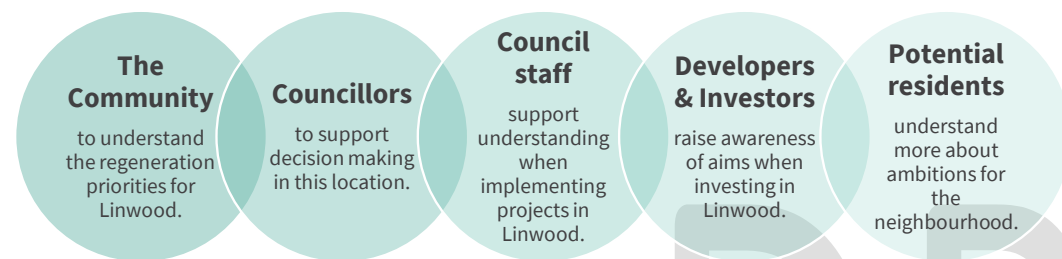 The
Community
to understand
the regeneration
priorities for
Linwood.
Councillors
to support
decision making
in this location.
Council
staff
support
understanding
when
implementing
projects in
Linwood.
Developers
& Investors
raise awareness
of aims when
investing in
Linwood.
Potential
residents
understand
more about
ambitions for
the
neighbourhood.